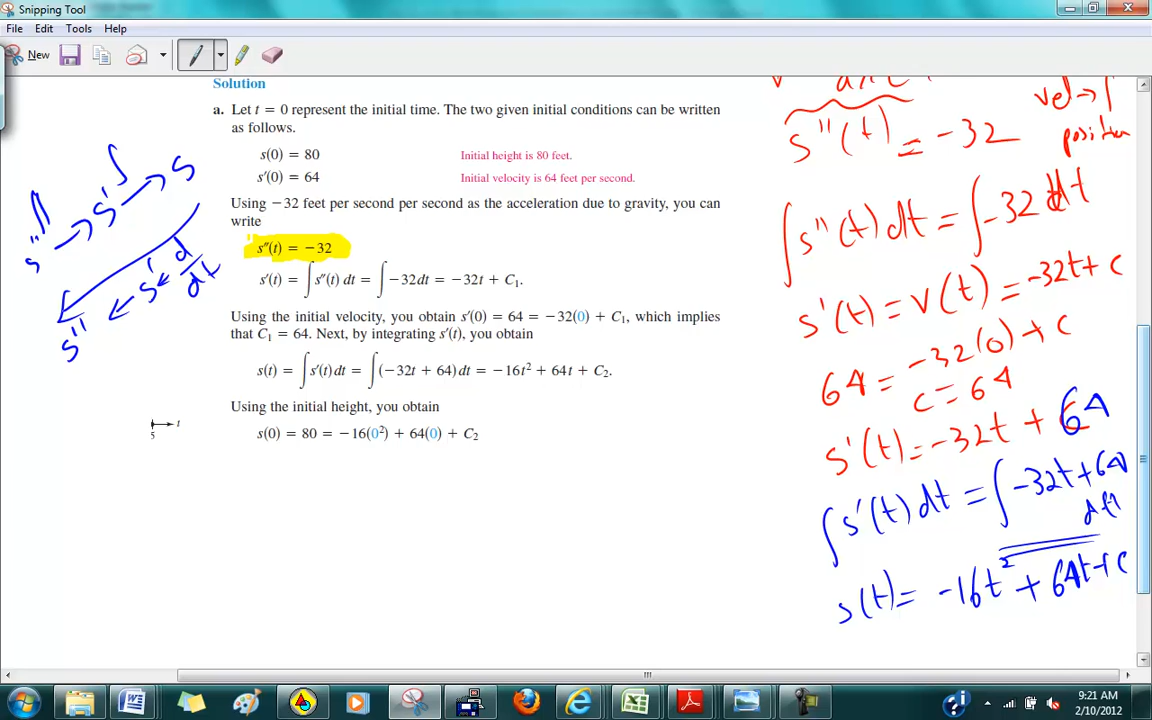 Snipping Tool
File Edit Tools Help
New
Solution
a. Let t = 0 represent the initial time. The two given initial conditions can be written
as follows.
s(0) = 80 Initial height is 80 feet.
s′(0) = 64 Initial velocity is 64 feet per second.
Using −32 feet per second per second as the acceleration due to gravity, you can
write
s″(t) = −32
s′(t) = ∫ s″(t) dt = ∫ −32dt = −32t + C₁.
Using the initial velocity, you obtain s′(0) = 64 = −32(0) + C₁, which implies
that C₁ = 64. Next, by integrating s′(t), you obtain
s(t) = ∫ s′(t) dt = ∫ (−32t + 64) dt = −16t² + 64t + C₂.
Using the initial height, you obtain
s(0) = 80 = −16(0²) + 64(0) + C₂
t
5
s″ → s′ ∫ → s
d/dt
s″ ← s′ ←
vel →
position
s″(t) = −32
∫ s″(t) dt = ∫ −32 dt
s′(t) = v(t) = −32t + c
64 = −32(0) + c
c = 64
s′(t) = −32t + 64
∫ s′(t) dt = ∫ −32t + 64 dt
s(t) = −16t² + 64t + c
9:21 AM
2/10/2012